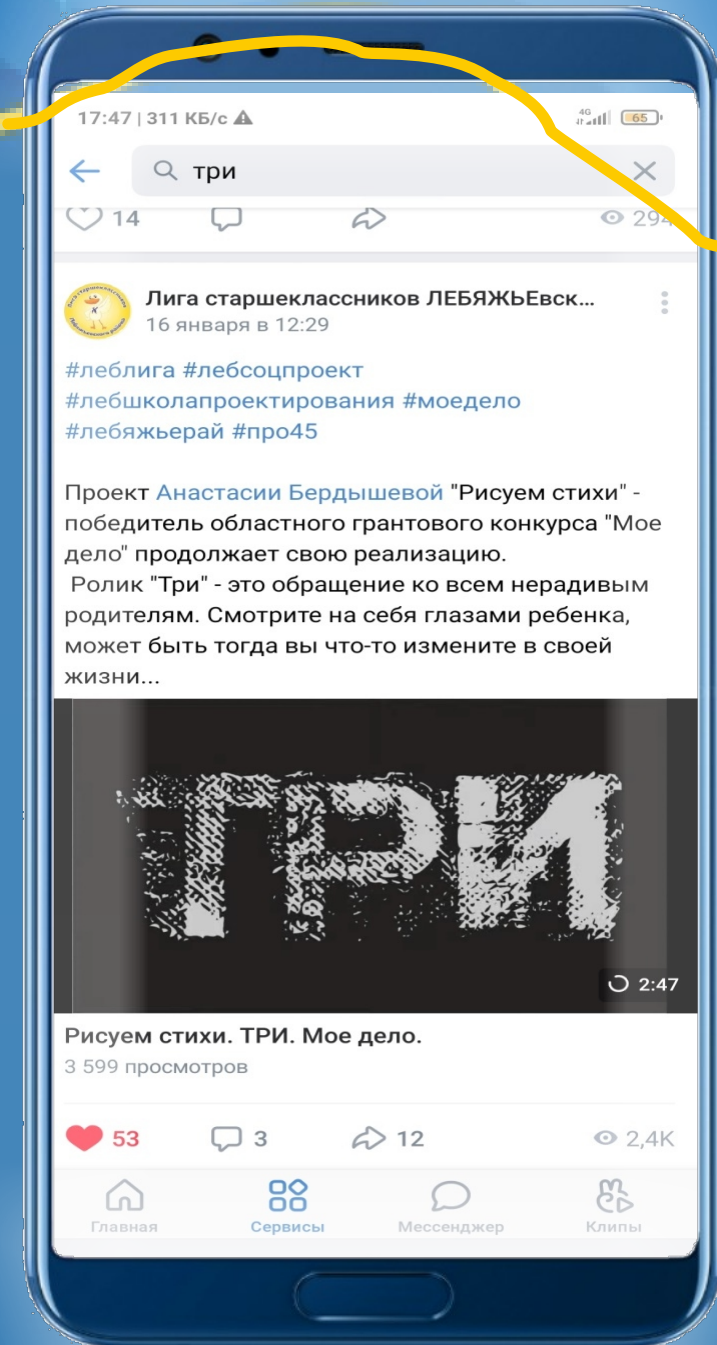 17:47 | 311 КБ/с
4G 65
три
14 294
Лига старшеклассников ЛЕБЯЖЬЕвск...
16 января в 12:29
#леблига #лебсоцпроект
#лебшколапроектирования #моедело
#лебяжьерай #про45
Проект Анастасии Бердышевой "Рисуем стихи" -
победитель областного грантового конкурса "Мое
дело" продолжает свою реализацию.
Ролик "Три" - это обращение ко всем нерадивым
родителям. Смотрите на себя глазами ребенка,
может быть тогда вы что-то измените в своей
жизни...
ТРИ
2:47
Рисуем стихи. ТРИ. Мое дело.
3 599 просмотров
53 3 12 2,4K
Главная Сервисы Мессенджер Клипы